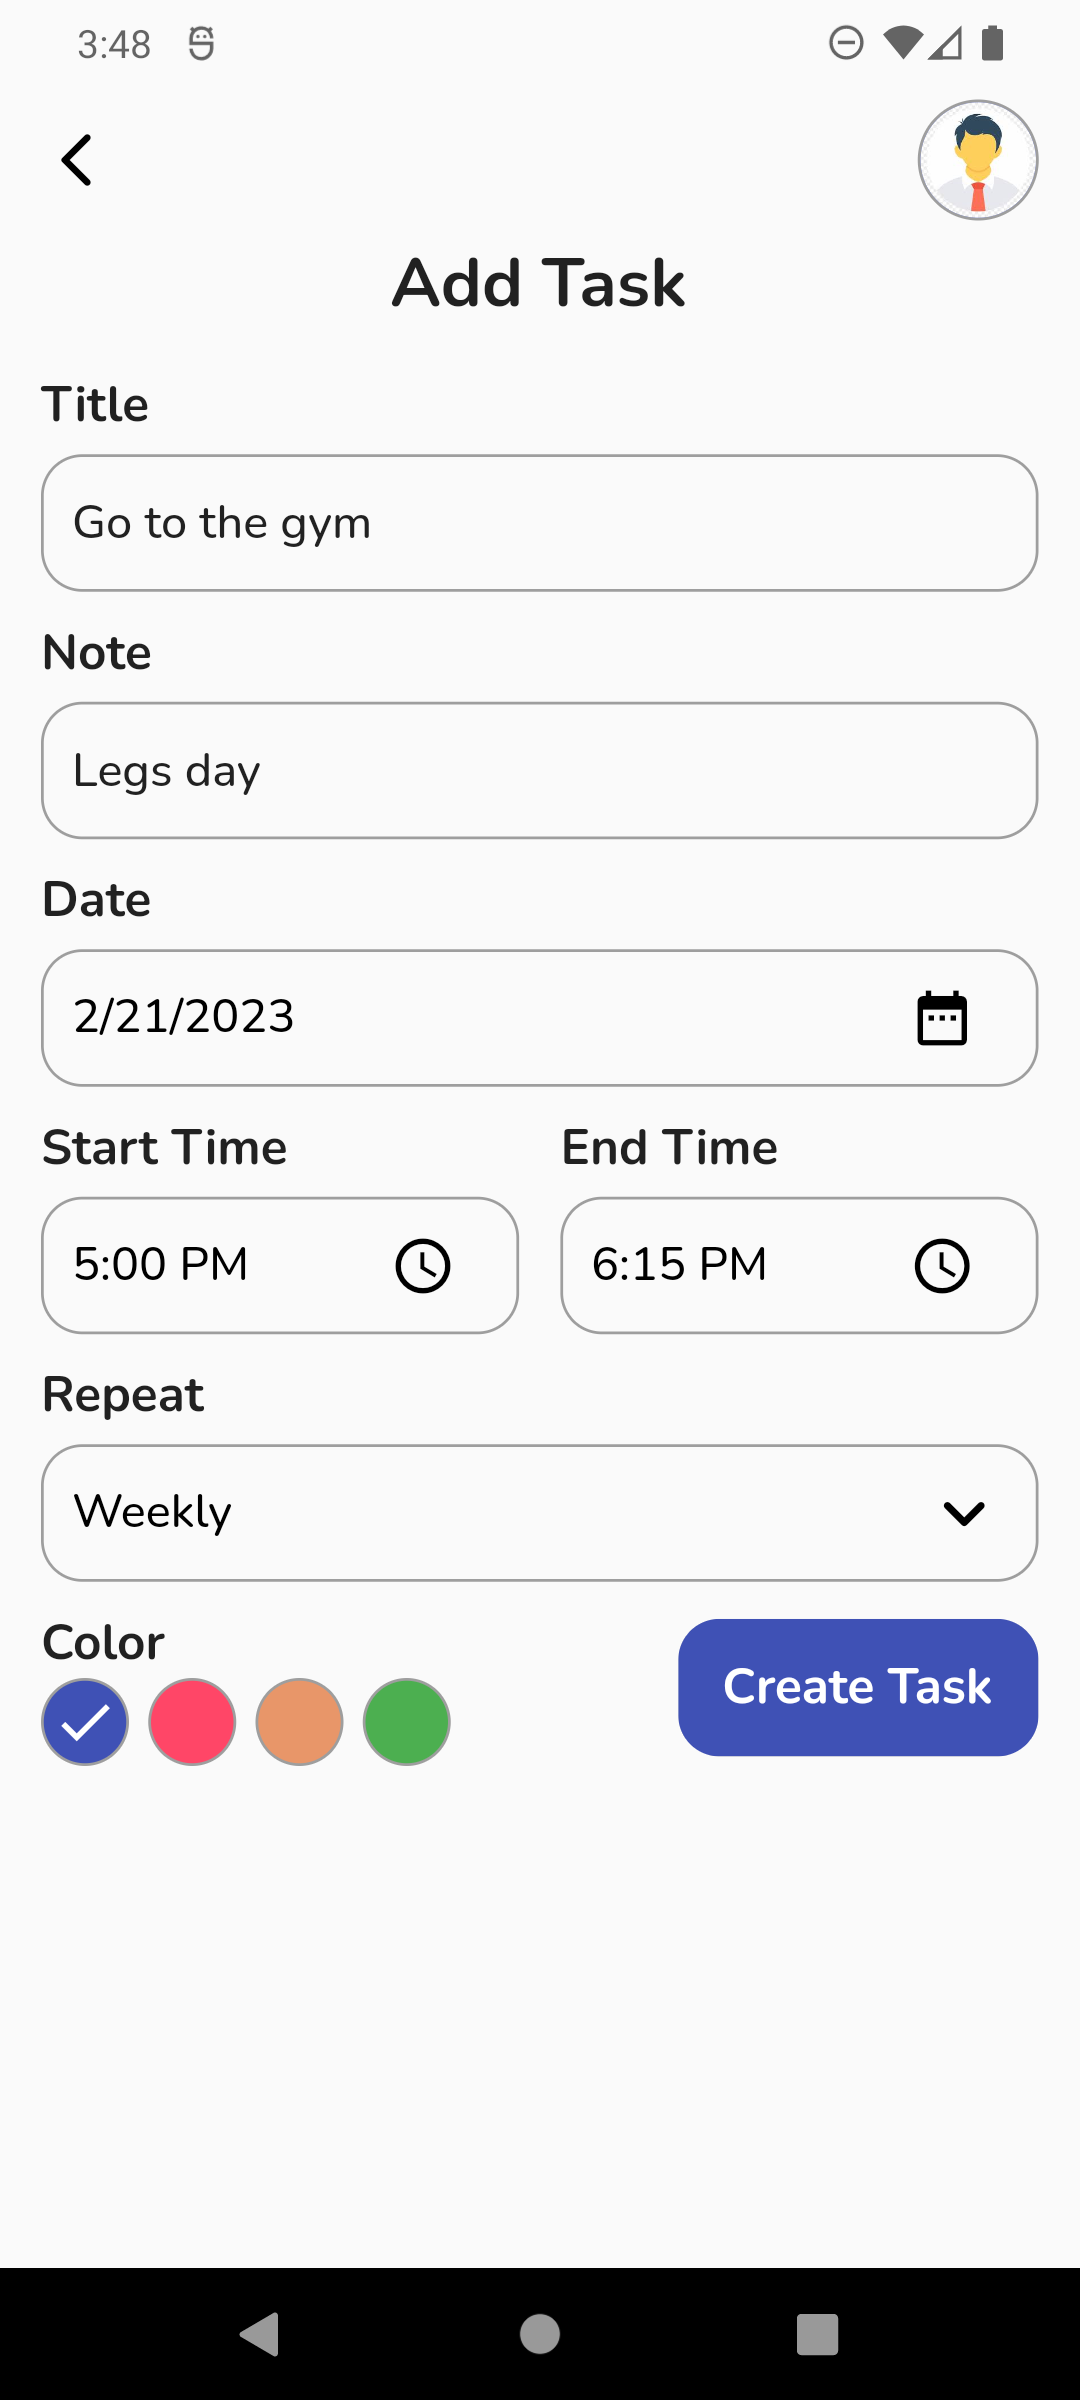 3:48
Add Task
Title
Go to the gym
Note
Legs day
Date
2/21/2023
Start Time End Time
5:00 PM 6:15 PM
Repeat
Weekly
Color
Create Task